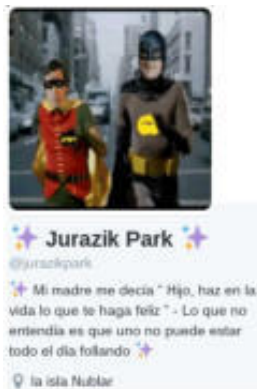 ✨ Jurazik Park ✨
@jurazikpark
✨ Mi madre me decía " Hijo, haz en la
vida lo que te haga feliz " - Lo que no
entendia es que uno no puede estar
todo el día follando ✨
la isla Nublar